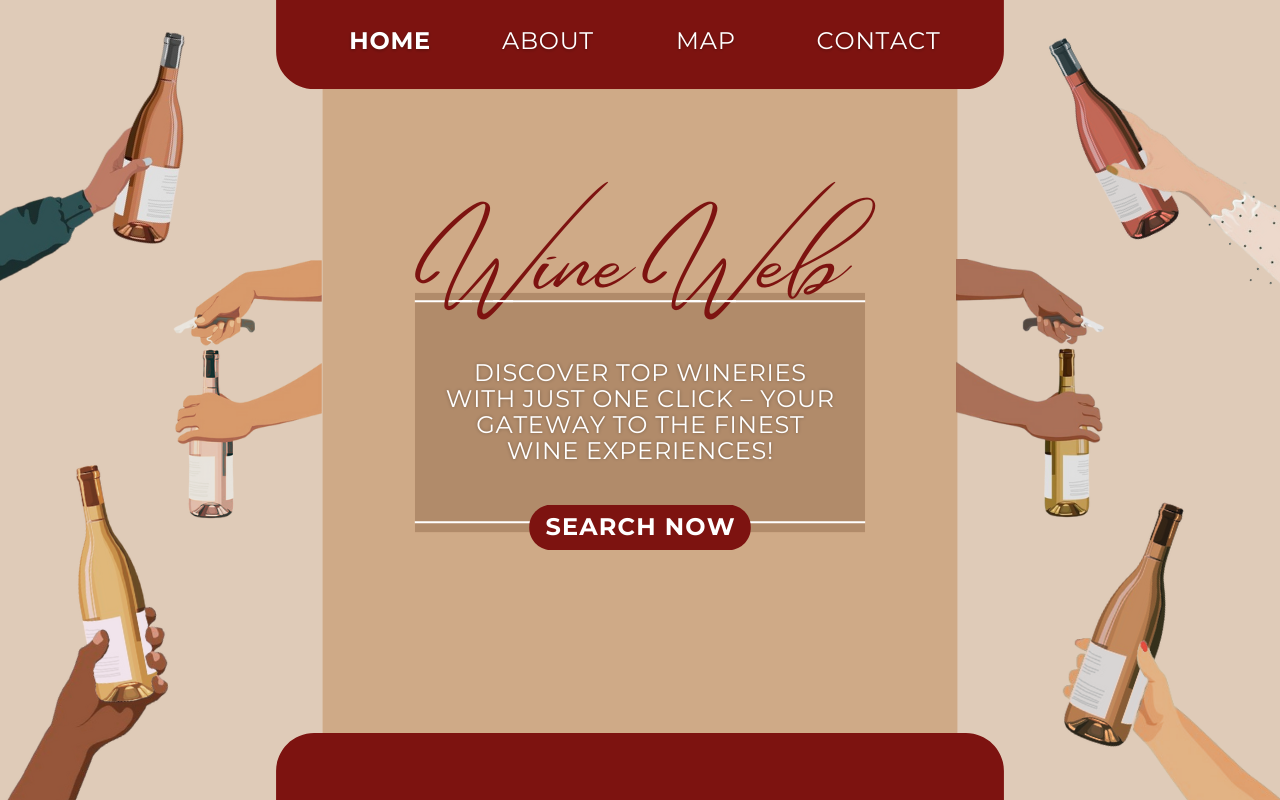 HOME ABOUT MAP CONTACT
Wine Web
DISCOVER TOP WINERIES
WITH JUST ONE CLICK – YOUR
GATEWAY TO THE FINEST
WINE EXPERIENCES!
SEARCH NOW